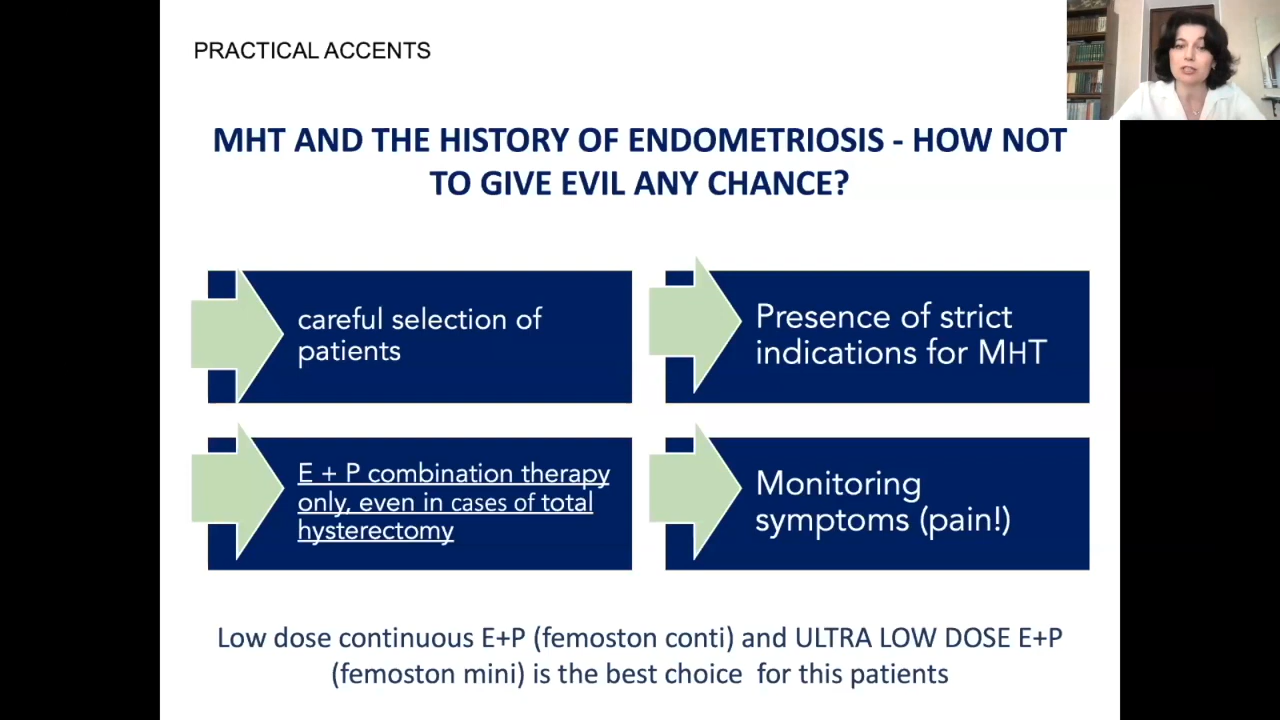 PRACTICAL ACCENTS
MHT AND THE HISTORY OF ENDOMETRIOSIS - HOW NOT
TO GIVE EVIL ANY CHANCE?
careful selection of
patients
Presence of strict
indications for MHT
E + P combination therapy
only, even in cases of total
hysterectomy
Monitoring
symptoms (pain!)
Low dose continuous E+P (femoston conti) and ULTRA LOW DOSE E+P
(femoston mini) is the best choice for this patients